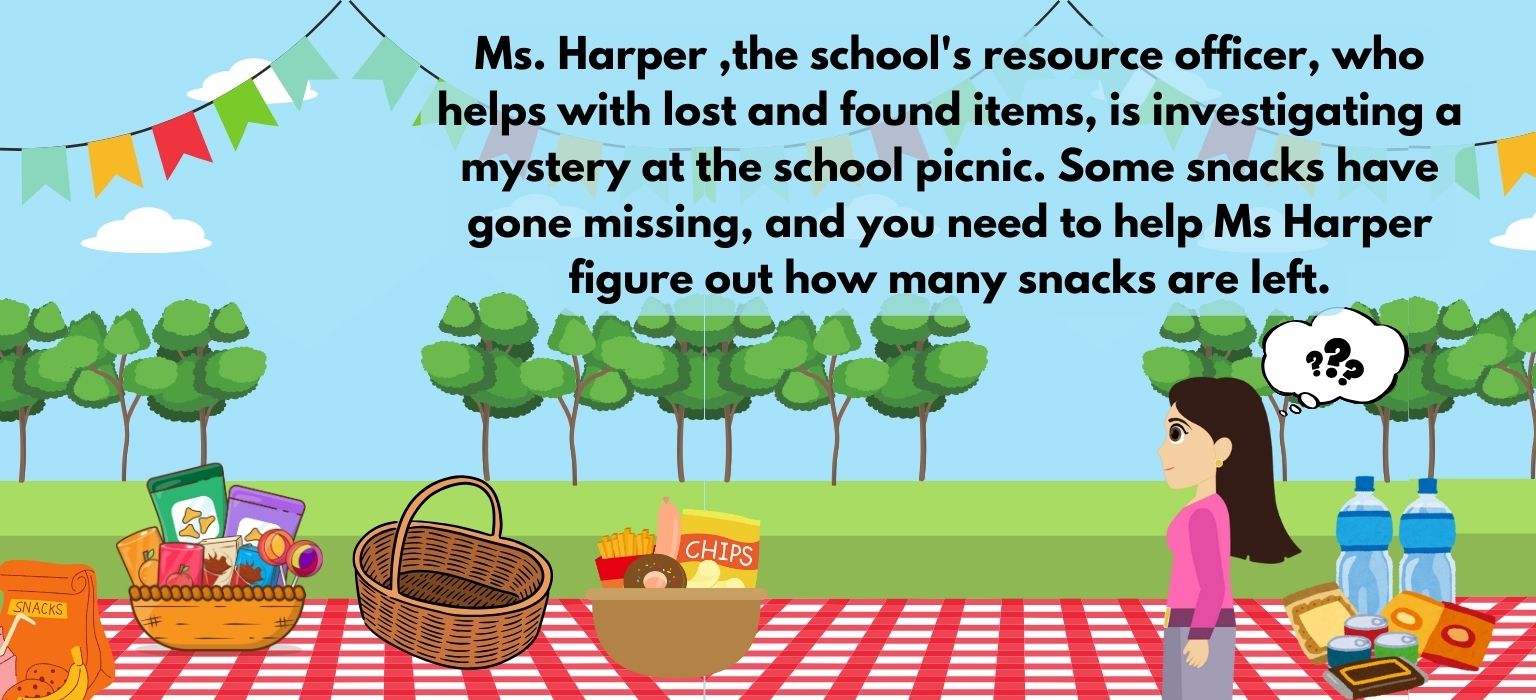 Ms. Harper ,the school's resource officer, who
helps with lost and found items, is investigating a
mystery at the school picnic. Some snacks have
gone missing, and you need to help Ms Harper
figure out how many snacks are left.
???
CHIPS
SNACKS